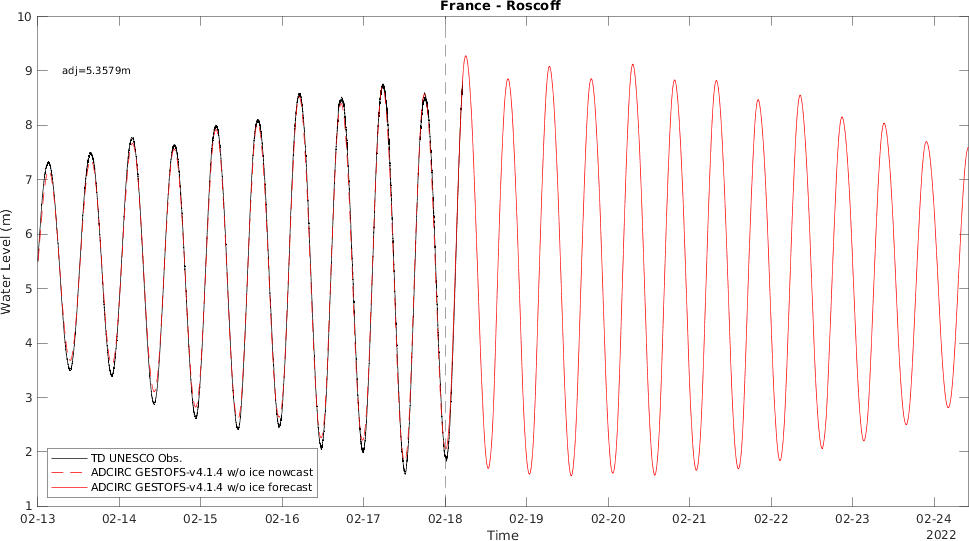 France - Roscoff
adj=5.3579m
Water Level (m)
10
9
8
7
6
5
4
3
2
1
TD UNESCO Obs.
ADCIRC GESTOFS-v4.1.4 w/o ice nowcast
ADCIRC GESTOFS-v4.1.4 w/o ice forecast
02-13 02-14 02-15 02-16 02-17 02-18 02-19 02-20 02-21 02-22 02-23 02-24
Time
2022